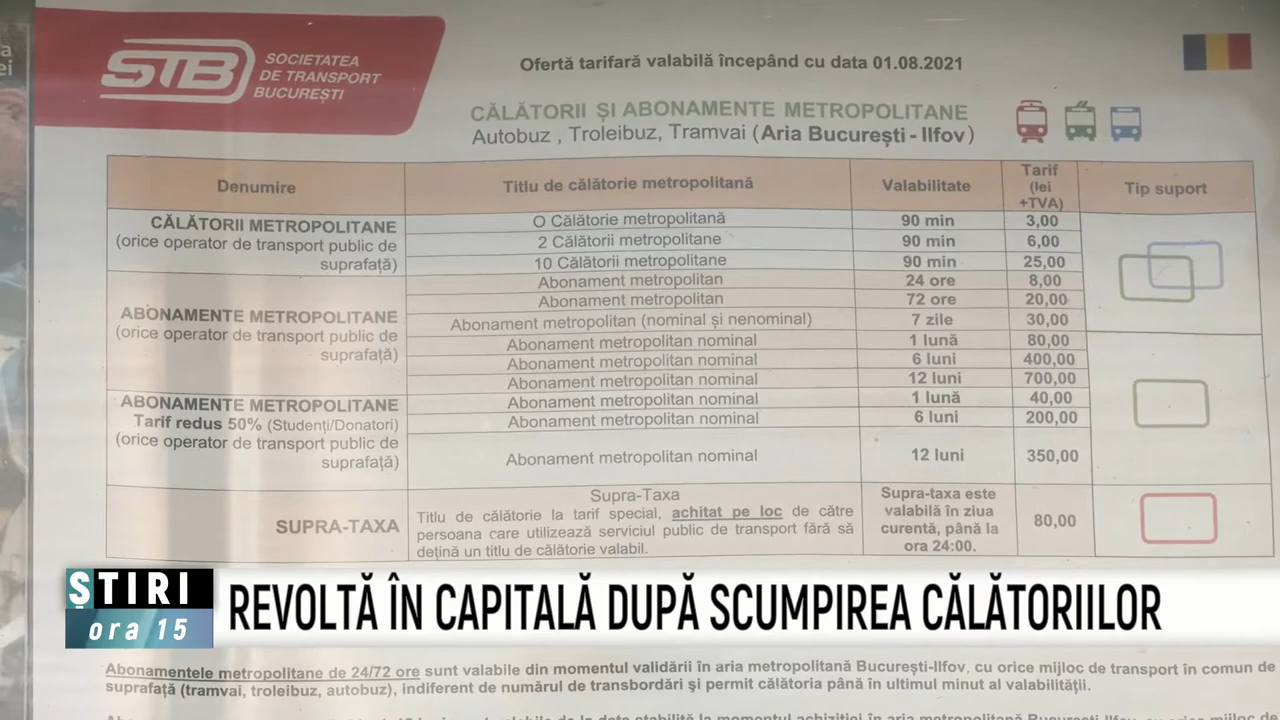 STB
SOCIETATEA
DE TRANSPORT
BUCUREȘTI
Ofertă tarifară valabilă începând cu data 01.08.2021
CĂLĂTORII ȘI ABONAMENTE METROPOLITANE
Autobuz , Troleibuz, Tramvai (Aria București - Ilfov)
Denumire
Titlu de călătorie metropolitană
Valabilitate
Tarif
(lei
+TVA)
Tip suport
CĂLĂTORII METROPOLITANE
(orice operator de transport public de
suprafață)
O Călătorie metropolitană 90 min 3,00
2 Călătorii metropolitane 90 min 6,00
10 Călătorii metropolitane 90 min 25,00
ABONAMENTE METROPOLITANE
(orice operator de transport public de
suprafață)
Abonament metropolitan 24 ore 8,00
Abonament metropolitan 72 ore 20,00
Abonament metropolitan (nominal și nenominal) 7 zile 30,00
Abonament metropolitan nominal 1 lună 80,00
Abonament metropolitan nominal 6 luni 400,00
Abonament metropolitan nominal 12 luni 700,00
ABONAMENTE METROPOLITANE
Tarif redus 50% (Studenți/Donatori)
(orice operator de transport public de
suprafață)
Abonament metropolitan nominal 1 lună 40,00
Abonament metropolitan nominal 6 luni 200,00
Abonament metropolitan nominal 12 luni 350,00
SUPRA-TAXA
Supra-Taxa
Titlu de călătorie la tarif special, achitat pe loc de către
persoana care utilizează serviciul public de transport fără să
dețină un titlu de călătorie valabil.
Supra-taxa este
valabilă în ziua
curentă, până la
ora 24:00.
80,00
ȘTIRI
ora 15
REVOLTĂ ÎN CAPITALĂ DUPĂ SCUMPIREA CĂLĂTORIILOR
Abonamentele metropolitane de 24/72 ore sunt valabile din momentul validării în aria metropolitană București-Ilfov, cu orice mijloc de transport în comun de
suprafață (tramvai, troleibuz, autobuz), indiferent de numărul de transbordări și permit călătoria până în ultimul minut al valabilității.